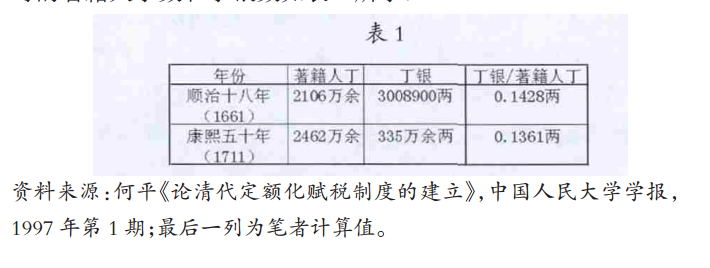 表 1
年份 著籍人丁 丁银 丁银/著籍人丁
顺治十八年 2106万余 3008900两 0.1428两
(1661)
康熙五十年 2462万余 335万余两 0.1361两
(1711)
资料来源:何平《论清代定额化赋税制度的建立》,中国人民大学学报,
1997 年第 1 期;最后一列为笔者计算值。